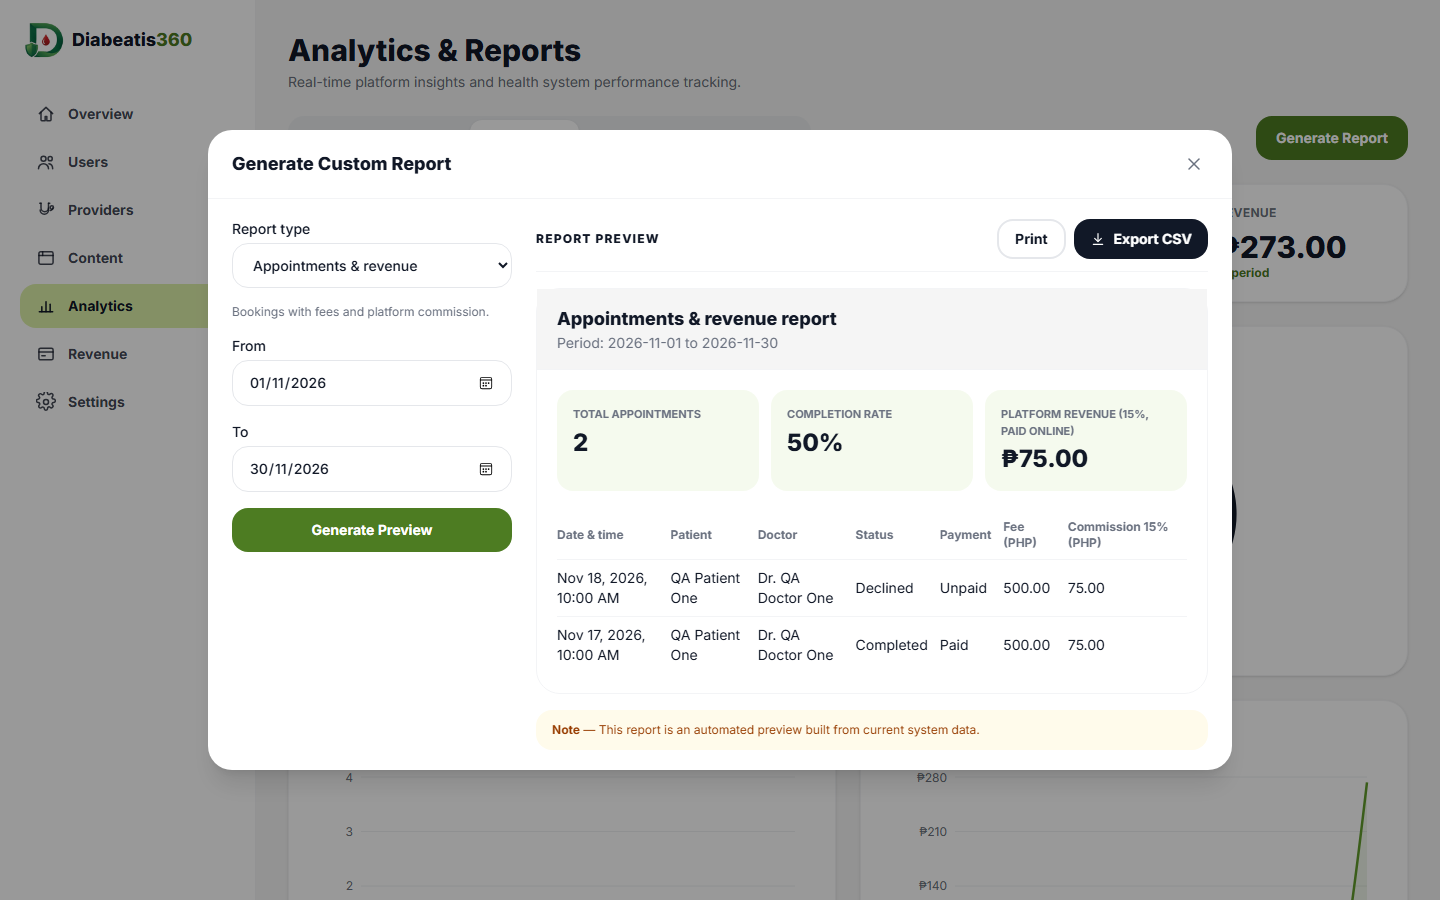 Diabeatis360
Overview
Users
Providers
Content
Analytics
Revenue
Settings
Analytics & Reports
Real-time platform insights and health system performance tracking.
Generate Report
EVENUE
₱273.00
period
Generate Custom Report
Report type
Appointments & revenue
Bookings with fees and platform commission.
From
01/11/2026
To
30/11/2026
Generate Preview
REPORT PREVIEW
Print
Export CSV
Appointments & revenue report
Period: 2026-11-01 to 2026-11-30
TOTAL APPOINTMENTS
2
COMPLETION RATE
50%
PLATFORM REVENUE (15%,
PAID ONLINE)
₱75.00
Date & time Patient Doctor Status Payment Fee (PHP) Commission 15% (PHP)
Nov 18, 2026, 10:00 AM QA Patient One Dr. QA Doctor One Declined Unpaid 500.00 75.00
Nov 17, 2026, 10:00 AM QA Patient One Dr. QA Doctor One Completed Paid 500.00 75.00
Note — This report is an automated preview built from current system data.
4
3
2
₱280
₱210
₱140